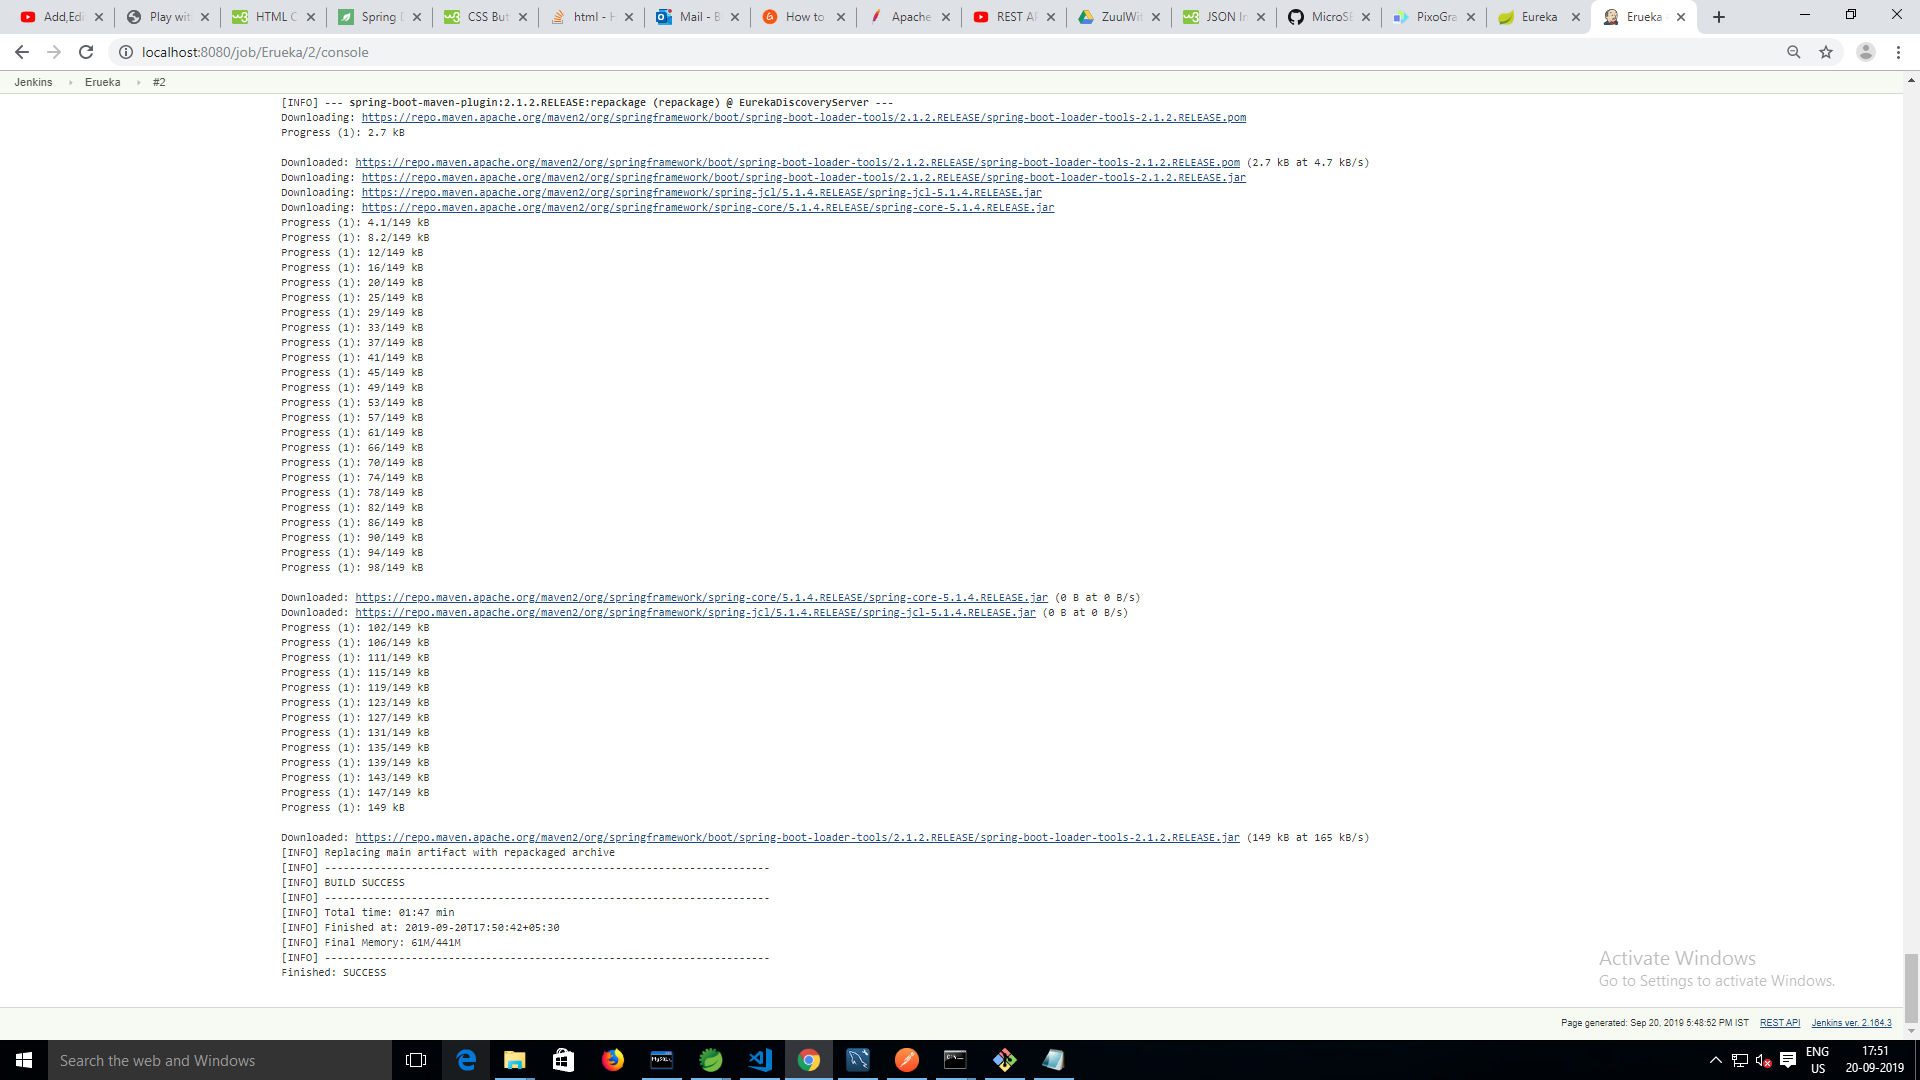 Add,Edi
Play wit
HTML C
Spring D
CSS But
html - H
Mail - B
How to
Apache
REST AP
ZuulWit
JSON In
MicroSE
PixoGra
Eureka
Erueka
localhost:8080/job/Erueka/2/console
Jenkins Erueka #2
[INFO] --- spring-boot-maven-plugin:2.1.2.RELEASE:repackage (repackage) @ EurekaDiscoveryServer ---
Downloading: https://repo.maven.apache.org/maven2/org/springframework/boot/spring-boot-loader-tools/2.1.2.RELEASE/spring-boot-loader-tools-2.1.2.RELEASE.pom
Progress (1): 2.7 kB
Downloaded: https://repo.maven.apache.org/maven2/org/springframework/boot/spring-boot-loader-tools/2.1.2.RELEASE/spring-boot-loader-tools-2.1.2.RELEASE.pom (2.7 kB at 4.7 kB/s)
Downloading: https://repo.maven.apache.org/maven2/org/springframework/boot/spring-boot-loader-tools/2.1.2.RELEASE/spring-boot-loader-tools-2.1.2.RELEASE.jar
Downloading: https://repo.maven.apache.org/maven2/org/springframework/spring-jcl/5.1.4.RELEASE/spring-jcl-5.1.4.RELEASE.jar
Downloading: https://repo.maven.apache.org/maven2/org/springframework/spring-core/5.1.4.RELEASE/spring-core-5.1.4.RELEASE.jar
Progress (1): 4.1/149 kB
Progress (1): 8.2/149 kB
Progress (1): 12/149 kB
Progress (1): 16/149 kB
Progress (1): 20/149 kB
Progress (1): 25/149 kB
Progress (1): 29/149 kB
Progress (1): 33/149 kB
Progress (1): 37/149 kB
Progress (1): 41/149 kB
Progress (1): 45/149 kB
Progress (1): 49/149 kB
Progress (1): 53/149 kB
Progress (1): 57/149 kB
Progress (1): 61/149 kB
Progress (1): 66/149 kB
Progress (1): 70/149 kB
Progress (1): 74/149 kB
Progress (1): 78/149 kB
Progress (1): 82/149 kB
Progress (1): 86/149 kB
Progress (1): 90/149 kB
Progress (1): 94/149 kB
Progress (1): 98/149 kB
Downloaded: https://repo.maven.apache.org/maven2/org/springframework/spring-core/5.1.4.RELEASE/spring-core-5.1.4.RELEASE.jar (0 B at 0 B/s)
Downloaded: https://repo.maven.apache.org/maven2/org/springframework/spring-jcl/5.1.4.RELEASE/spring-jcl-5.1.4.RELEASE.jar (0 B at 0 B/s)
Progress (1): 102/149 kB
Progress (1): 106/149 kB
Progress (1): 111/149 kB
Progress (1): 115/149 kB
Progress (1): 119/149 kB
Progress (1): 123/149 kB
Progress (1): 127/149 kB
Progress (1): 131/149 kB
Progress (1): 135/149 kB
Progress (1): 139/149 kB
Progress (1): 143/149 kB
Progress (1): 147/149 kB
Progress (1): 149 kB
Downloaded: https://repo.maven.apache.org/maven2/org/springframework/boot/spring-boot-loader-tools/2.1.2.RELEASE/spring-boot-loader-tools-2.1.2.RELEASE.jar (149 kB at 165 kB/s)
[INFO] Replacing main artifact with repackaged archive
[INFO] ------------------------------------------------------------------------
[INFO] BUILD SUCCESS
[INFO] ------------------------------------------------------------------------
[INFO] Total time: 01:47 min
[INFO] Finished at: 2019-09-20T17:50:42+05:30
[INFO] Final Memory: 61M/441M
[INFO] ------------------------------------------------------------------------
Finished: SUCCESS
Activate Windows
Go to Settings to activate Windows.
Page generated: Sep 20, 2019 5:48:52 PM IST REST API Jenkins ver. 2.164.3
Search the web and Windows
ENG
US
17:51
20-09-2019